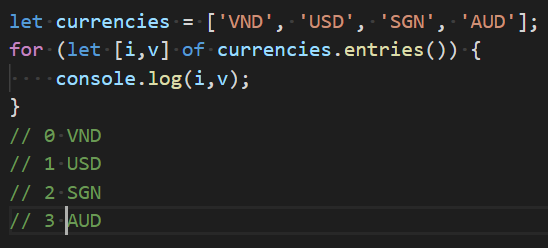 let currencies = ['VND', 'USD', 'SGN', 'AUD'];
for (let [i,v] of currencies.entries()) {
    console.log(i,v);
}
// 0 VND
// 1 USD
// 2 SGN
// 3 AUD